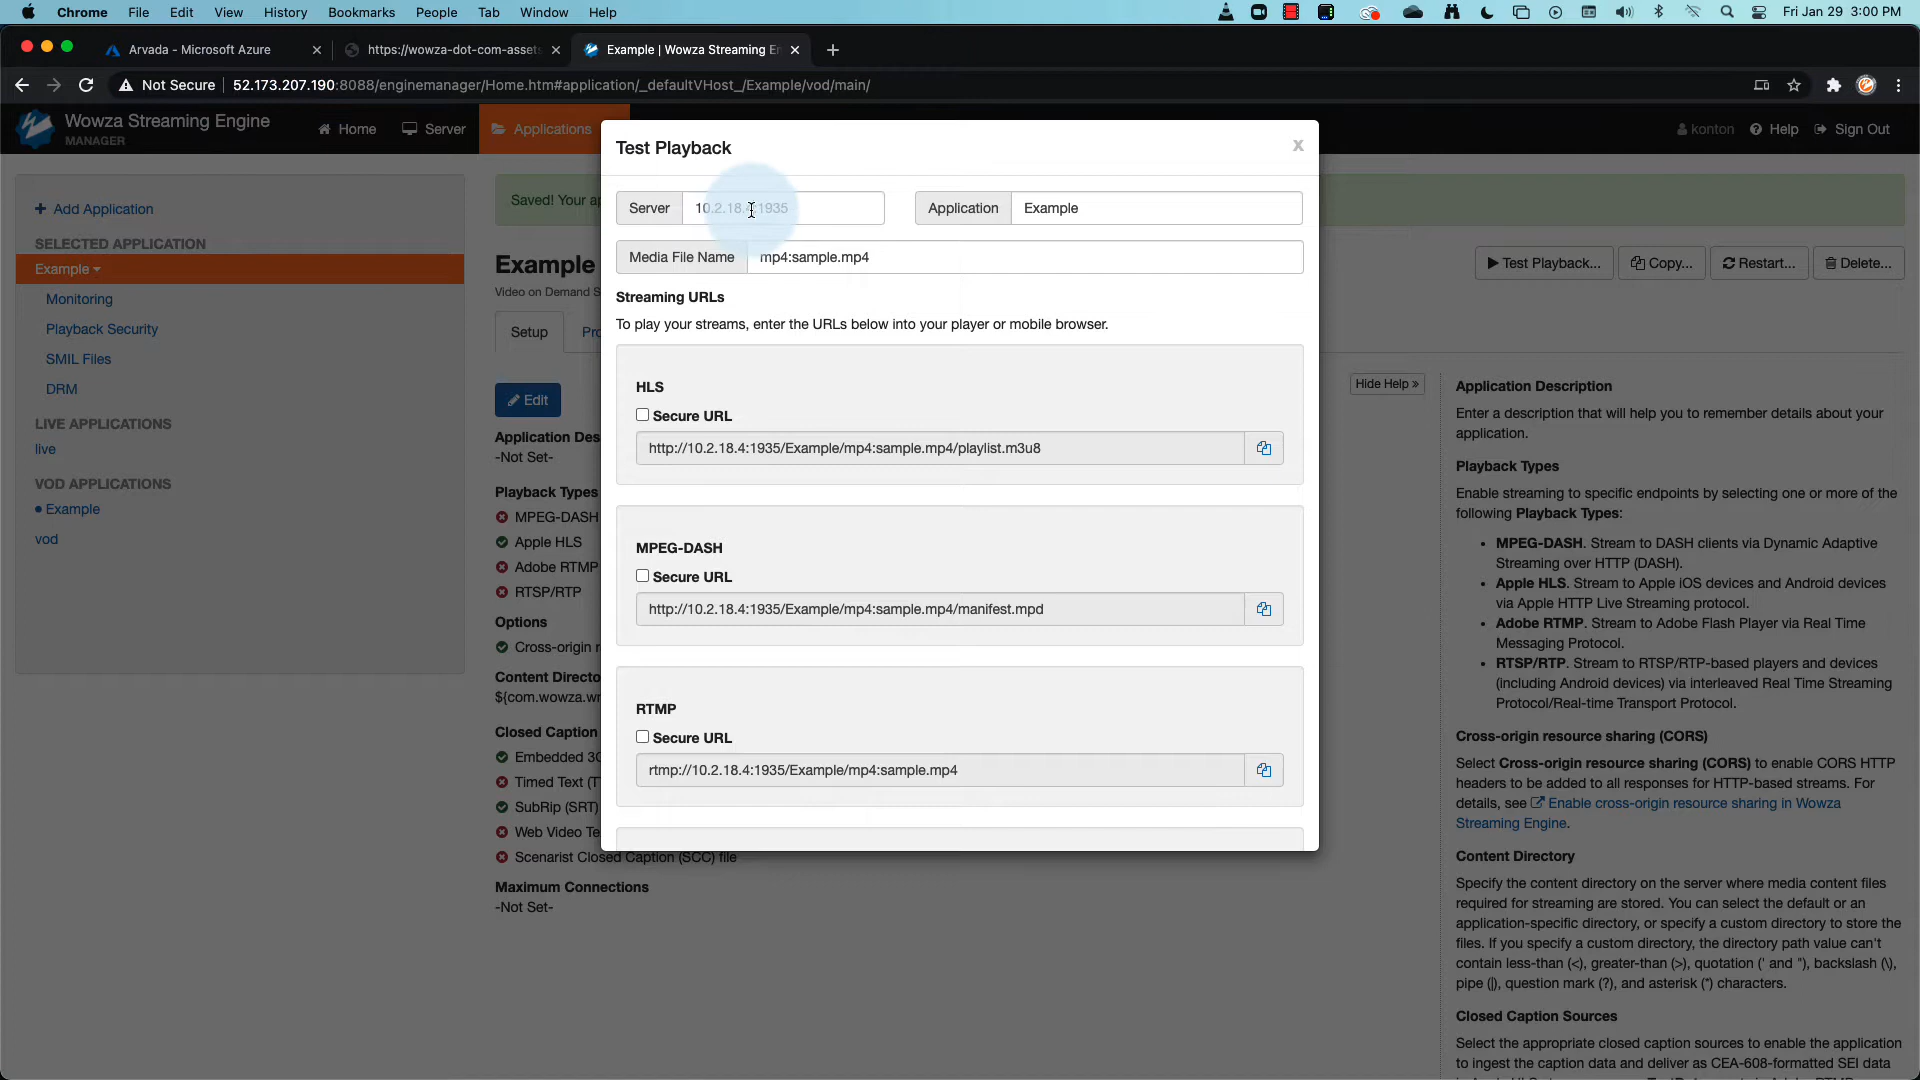 Chrome File Edit View History Bookmarks People Tab Window Help Fri Jan 29 3:00 PM
Arvada - Microsoft Azure https://wowza-dot-com-assets Example | Wowza Streaming En
Not Secure 52.173.207.190:8088/enginemanager/Home.htm#application/_defaultVHost_/Example/vod/main/
Wowza Streaming Engine
MANAGER
Home Server Applications konton Help Sign Out
Test Playback x
Server 10.2.18.4:1935 Application Example
Media File Name mp4:sample.mp4
Streaming URLs
To play your streams, enter the URLs below into your player or mobile browser.
HLS
Secure URL
http://10.2.18.4:1935/Example/mp4:sample.mp4/playlist.m3u8
MPEG-DASH
Secure URL
http://10.2.18.4:1935/Example/mp4:sample.mp4/manifest.mpd
RTMP
Secure URL
rtmp://10.2.18.4:1935/Example/mp4:sample.mp4
+ Add Application
SELECTED APPLICATION
Example
Monitoring
Playback Security
SMIL Files
DRM
LIVE APPLICATIONS
live
VOD APPLICATIONS
Example
vod
Saved! Your ap
Example
Video on Demand S
Test Playback... Copy... Restart... Delete...
Setup Pro
Edit
Application Des
-Not Set-
Playback Types
MPEG-DASH
Apple HLS
Adobe RTMP
RTSP/RTP
Options
Cross-origin r
Content Directo
${com.wowza.wm
Closed Caption
Embedded 3G
Timed Text (TT
SubRip (SRT)
Web Video Te
Scenarist Closed Caption (SCC) file
Maximum Connections
-Not Set-
Hide Help »
Application Description
Enter a description that will help you to remember details about your
application.
Playback Types
Enable streaming to specific endpoints by selecting one or more of the
following Playback Types:
• MPEG-DASH. Stream to DASH clients via Dynamic Adaptive
Streaming over HTTP (DASH).
• Apple HLS. Stream to Apple iOS devices and Android devices
via Apple HTTP Live Streaming protocol.
• Adobe RTMP. Stream to Adobe Flash Player via Real Time
Messaging Protocol.
• RTSP/RTP. Stream to RTSP/RTP-based players and devices
(including Android devices) via interleaved Real Time Streaming
Protocol/Real-time Transport Protocol.
Cross-origin resource sharing (CORS)
Select Cross-origin resource sharing (CORS) to enable CORS HTTP
headers to be added to all responses for HTTP-based streams. For
details, see Enable cross-origin resource sharing in Wowza
Streaming Engine.
Content Directory
Specify the content directory on the server where media content files
required for streaming are stored. You can select the default or an
application-specific directory, or specify a custom directory to store the
files. If you specify a custom directory, the directory path value can't
contain less-than (<), greater-than (>), quotation (' and "), backslash (\),
pipe (|), question mark (?), and asterisk (*) characters.
Closed Caption Sources
Select the appropriate closed caption sources to enable the application
to ingest the caption data and deliver as CEA-608-formatted SEI data